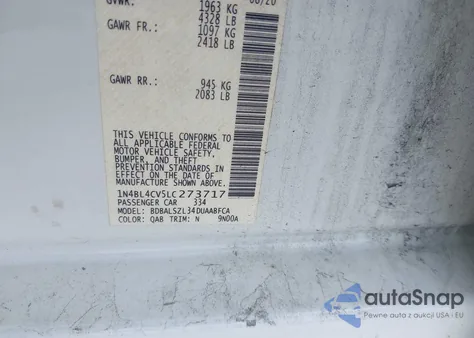 GVWR: 1963 KG
4328 LB
GAWR FR: 1097 KG
2418 LB
GAWR RR: 945 KG
2083 LB
THIS VEHICLE CONFORMS TO
ALL APPLICABLE FEDERAL
MOTOR VEHICLE SAFETY,
BUMPER, AND THEFT
PREVENTION STANDARDS
IN EFFECT ON THE DATE OF
MANUFACTURE SHOWN ABOVE.
1N4BL4CV5LC273717
PASSENGER CAR 334
MODEL: BDBALSZL34DUAABFCA
COLOR: QAB TRIM: N 9N00A
autoSnap
Pewne auta z aukcji USA i EU